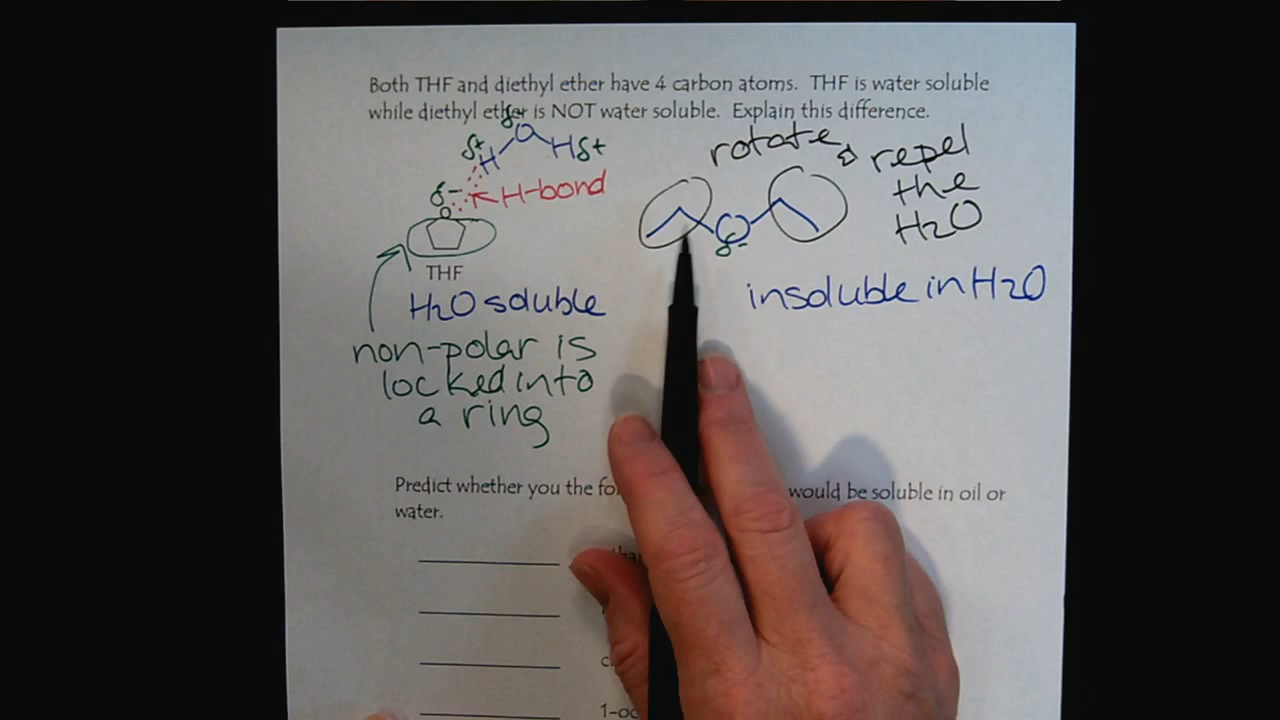 Both THF and diethyl ether have 4 carbon atoms. THF is water soluble
while diethyl ether is NOT water soluble. Explain this difference.
δ-
O
δ+ H Hδ+
δ- H-bond
O
THF
H2O soluble
non-polar is
locked into
a ring
rotate &
repel
the
H2O
O
δ-
insoluble in H2O
Predict whether you the would be soluble in oil or
water.